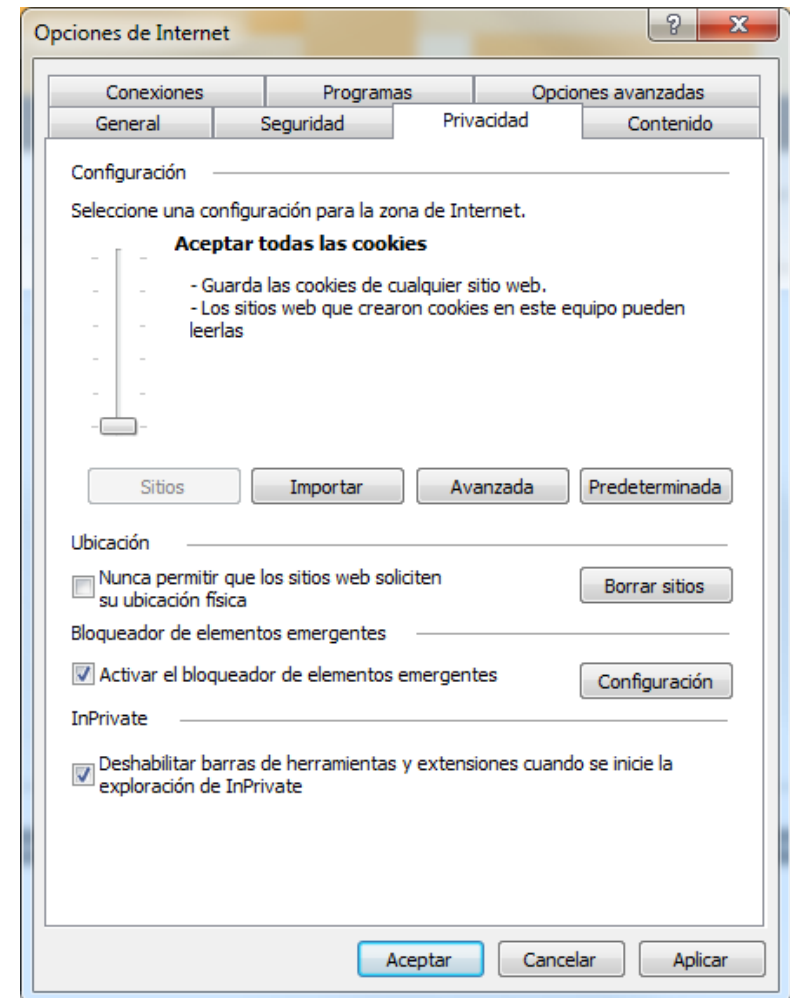 Opciones de Internet
Conexiones Programas Opciones avanzadas
General Seguridad Privacidad Contenido
Configuración
Seleccione una configuración para la zona de Internet.
Aceptar todas las cookies
- Guarda las cookies de cualquier sitio web.
- Los sitios web que crearon cookies en este equipo pueden
leerlas
Sitios Importar Avanzada Predeterminada
Ubicación
Nunca permitir que los sitios web soliciten
su ubicación física
Borrar sitios
Bloqueador de elementos emergentes
Activar el bloqueador de elementos emergentes
Configuración
InPrivate
Deshabilitar barras de herramientas y extensiones cuando se inicie la
exploración de InPrivate
Aceptar Cancelar Aplicar